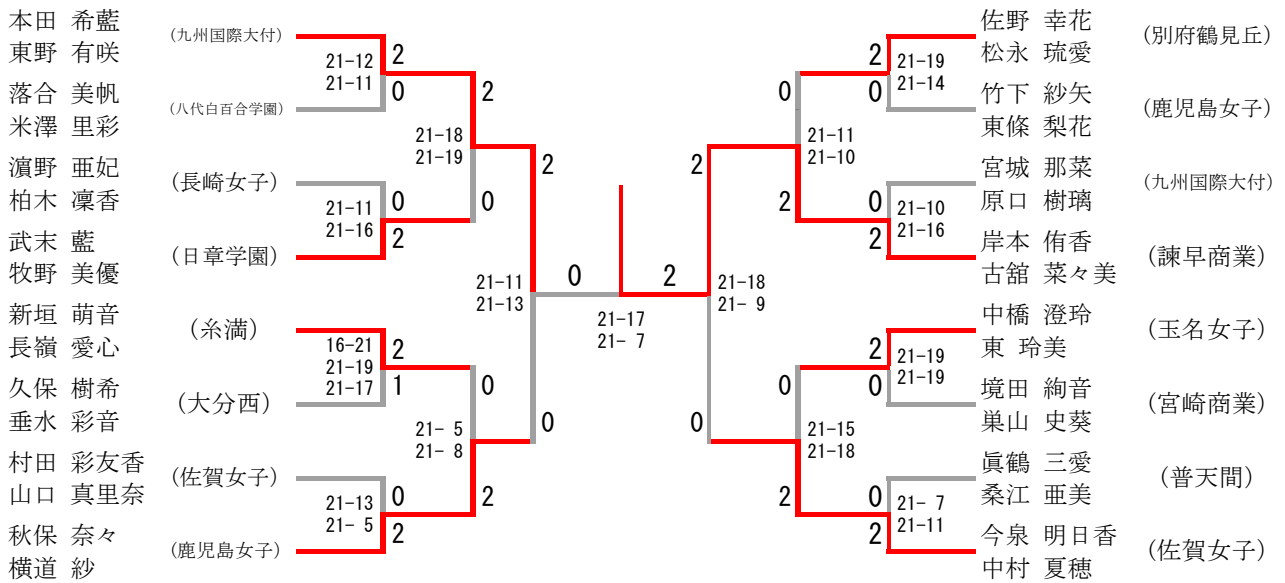 本田 希藍
東野 有咲
(九州国際大付)
落合 美帆
米澤 里彩
(八代白百合学園)
濵野 亜妃
柏木 凜香
(長崎女子)
武末 藍
牧野 美優
(日章学園)
新垣 萌音
長嶺 愛心
(糸満)
久保 樹希
垂水 彩音
(大分西)
村田 彩友香
山口 真里奈
(佐賀女子)
秋保 奈々
横道 紗
(鹿児島女子)
21-12
21-11
2
0
21-11
21-16
0
2
16-21
21-19
21-17
2
1
21-13
21- 5
0
2
21-18
21-19
2
0
21- 5
21- 8
0
2
21-11
21-13
2
0
0
2
21-17
21- 7
21-18
21- 9
2
0
21-11
21-10
0
2
21-15
21-18
0
2
2
0
21-19
21-14
0
2
21-10
21-16
2
0
21-19
21-19
0
2
21- 7
21-11
佐野 幸花
松永 琉愛
(別府鶴見丘)
竹下 紗矢
東條 梨花
(鹿児島女子)
宮城 那菜
原口 樹璃
(九州国際大付)
岸本 侑香
古舘 菜々美
(諫早商業)
中橋 澄玲
東 玲美
(玉名女子)
境田 絢音
巣山 史葵
(宮崎商業)
眞鶴 三愛
桑江 亜美
(普天間)
今泉 明日香
中村 夏穂
(佐賀女子)